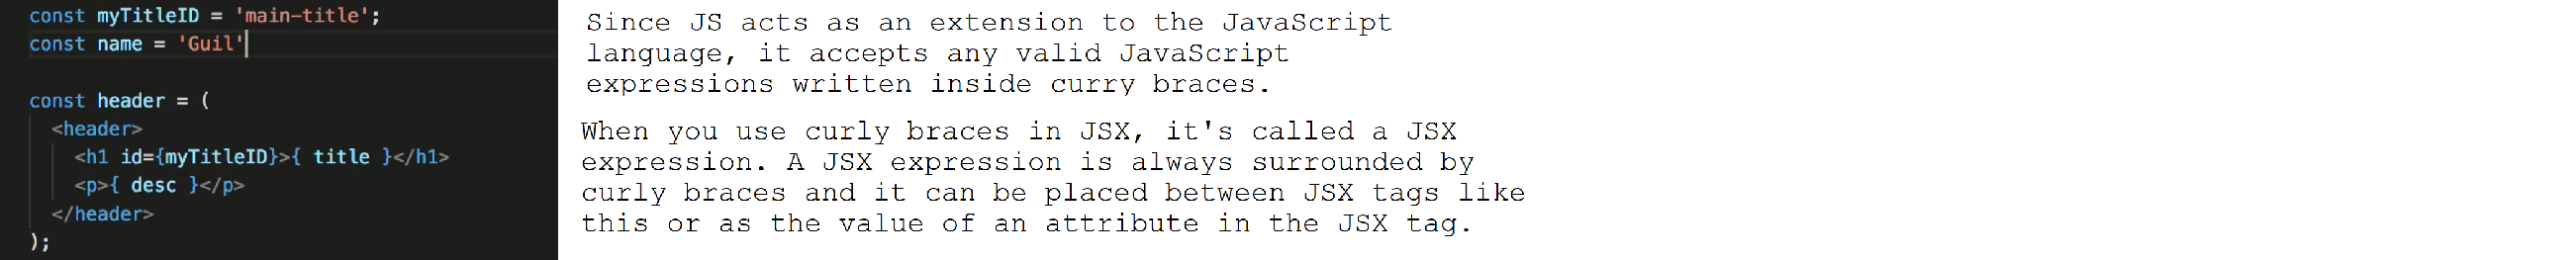 const myTitleID = 'main-title';
const name = 'Guil'
const header = (
<header>
<h1 id={myTitleID}>{ title }</h1>
<p>{ desc }</p>
</header>
);
Since JS acts as an extension to the JavaScript
language, it accepts any valid JavaScript
expressions written inside curry braces.
When you use curly braces in JSX, it's called a JSX
expression. A JSX expression is always surrounded by
curly braces and it can be placed between JSX tags like
this or as the value of an attribute in the JSX tag.